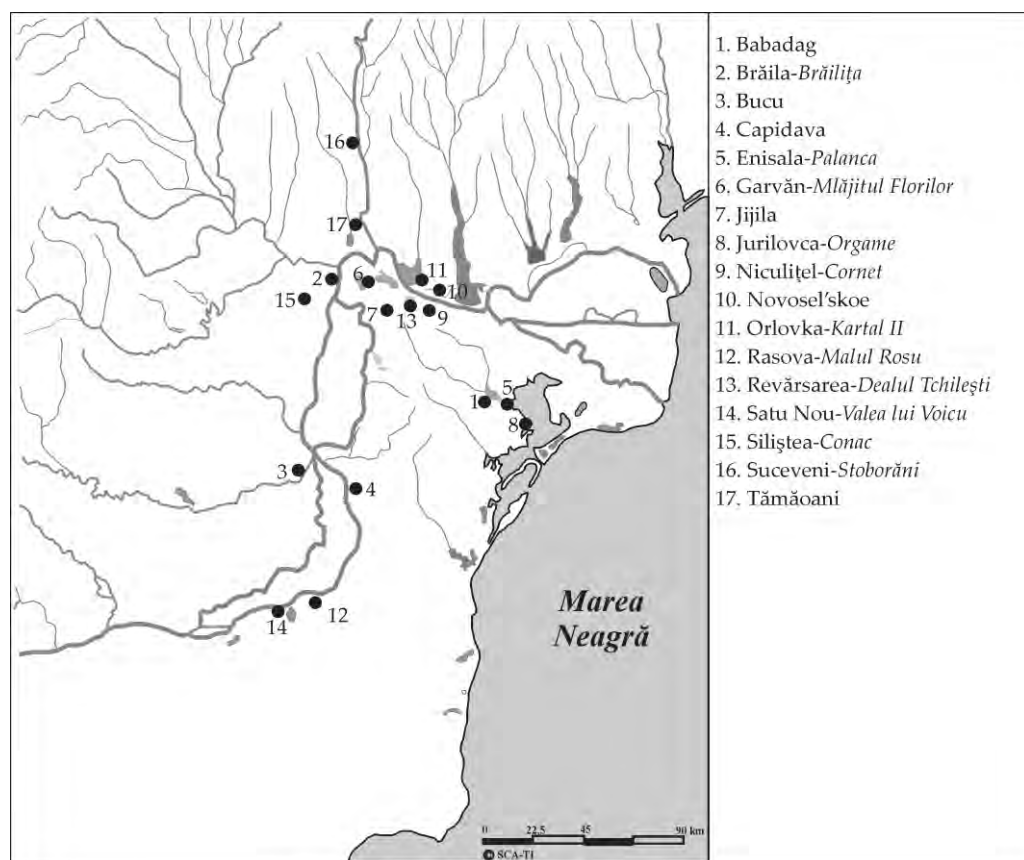 1. Babadag
2. Brăila-Brăilița
3. Bucu
4. Capidava
5. Enisala-Palanca
6. Garvăn-Mlăjitul Florilor
7. Jijila
8. Jurilovca-Orgame
9. Niculițel-Cornet
10. Novosel'skoe
11. Orlovka-Kartal II
12. Rasova-Malul Rosu
13. Revărsarea-Dealul Tchilești
14. Satu Nou-Valea lui Voicu
15. Siliștea-Conac
16. Suceveni-Stoborăni
17. Tămăoani
16
17
2
6
11
10
15
7
13
9
1
5
8
3
4
14
12
Marea
Neagră
0 22,5 45 90 km
© SCA-TI